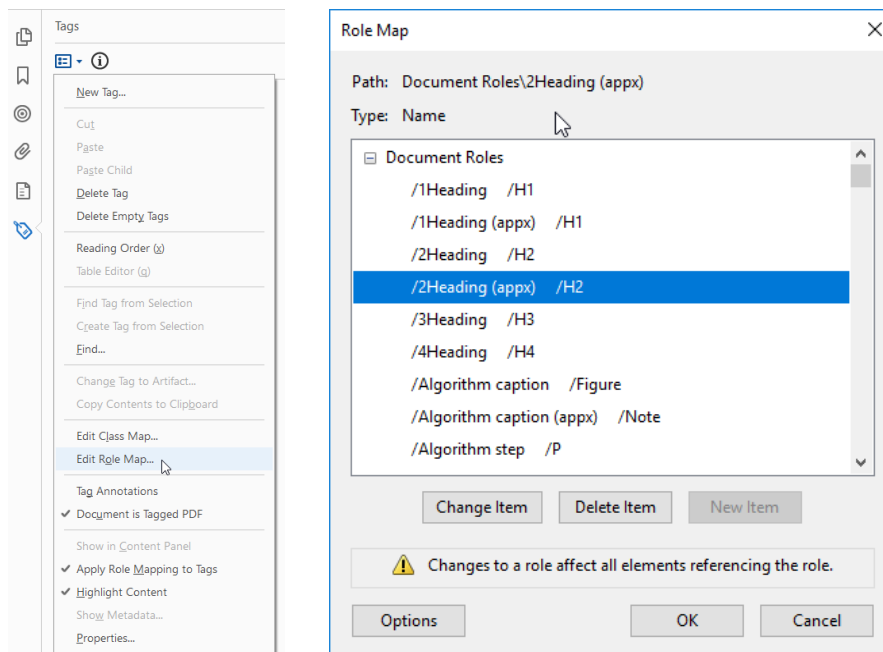 Tags
New Tag...
Cut
Paste
Paste Child
Delete Tag
Delete Empty Tags
Reading Order (x)
Table Editor (q)
Find Tag from Selection
Create Tag from Selection
Find...
Change Tag to Artifact...
Copy Contents to Clipboard
Edit Class Map...
Edit Role Map...
Tag Annotations
Document is Tagged PDF
Show in Content Panel
Apply Role Mapping to Tags
Highlight Content
Show Metadata...
Properties...
Role Map
Path: Document Roles\2Heading (appx)
Type: Name
Document Roles
/1Heading /H1
/1Heading (appx) /H1
/2Heading /H2
/2Heading (appx) /H2
/3Heading /H3
/4Heading /H4
/Algorithm caption /Figure
/Algorithm caption (appx) /Note
/Algorithm step /P
Change Item Delete Item New Item
Changes to a role affect all elements referencing the role.
Options OK Cancel